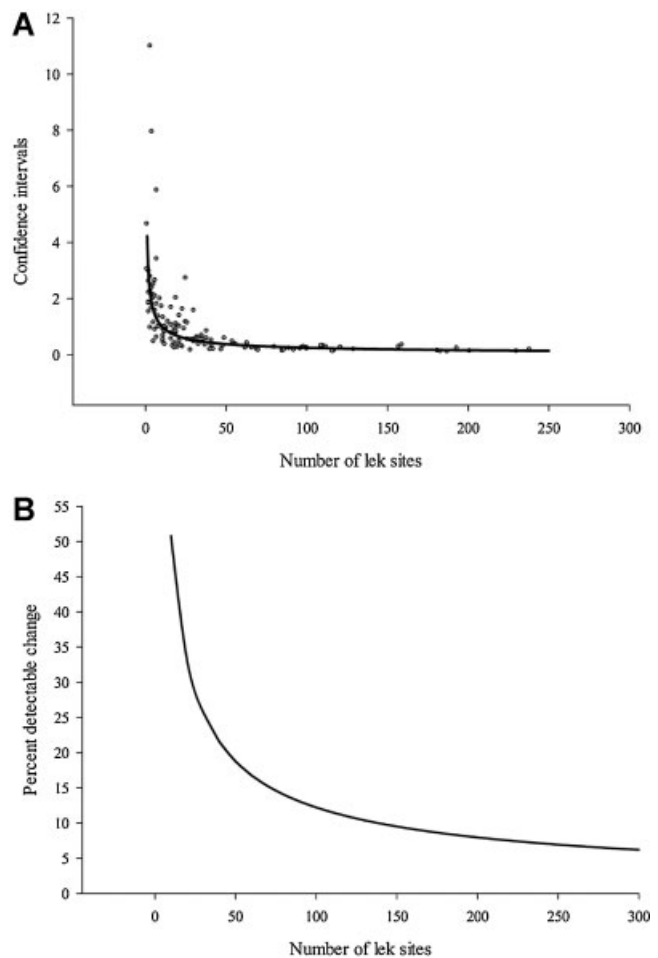 A
12
10
8
6
4
2
0
Confidence intervals
0 50 100 150 200 250 300
Number of lek sites
B
55
50
45
40
35
30
25
20
15
10
5
0
Percent detectable change
0 50 100 150 200 250 300
Number of lek sites